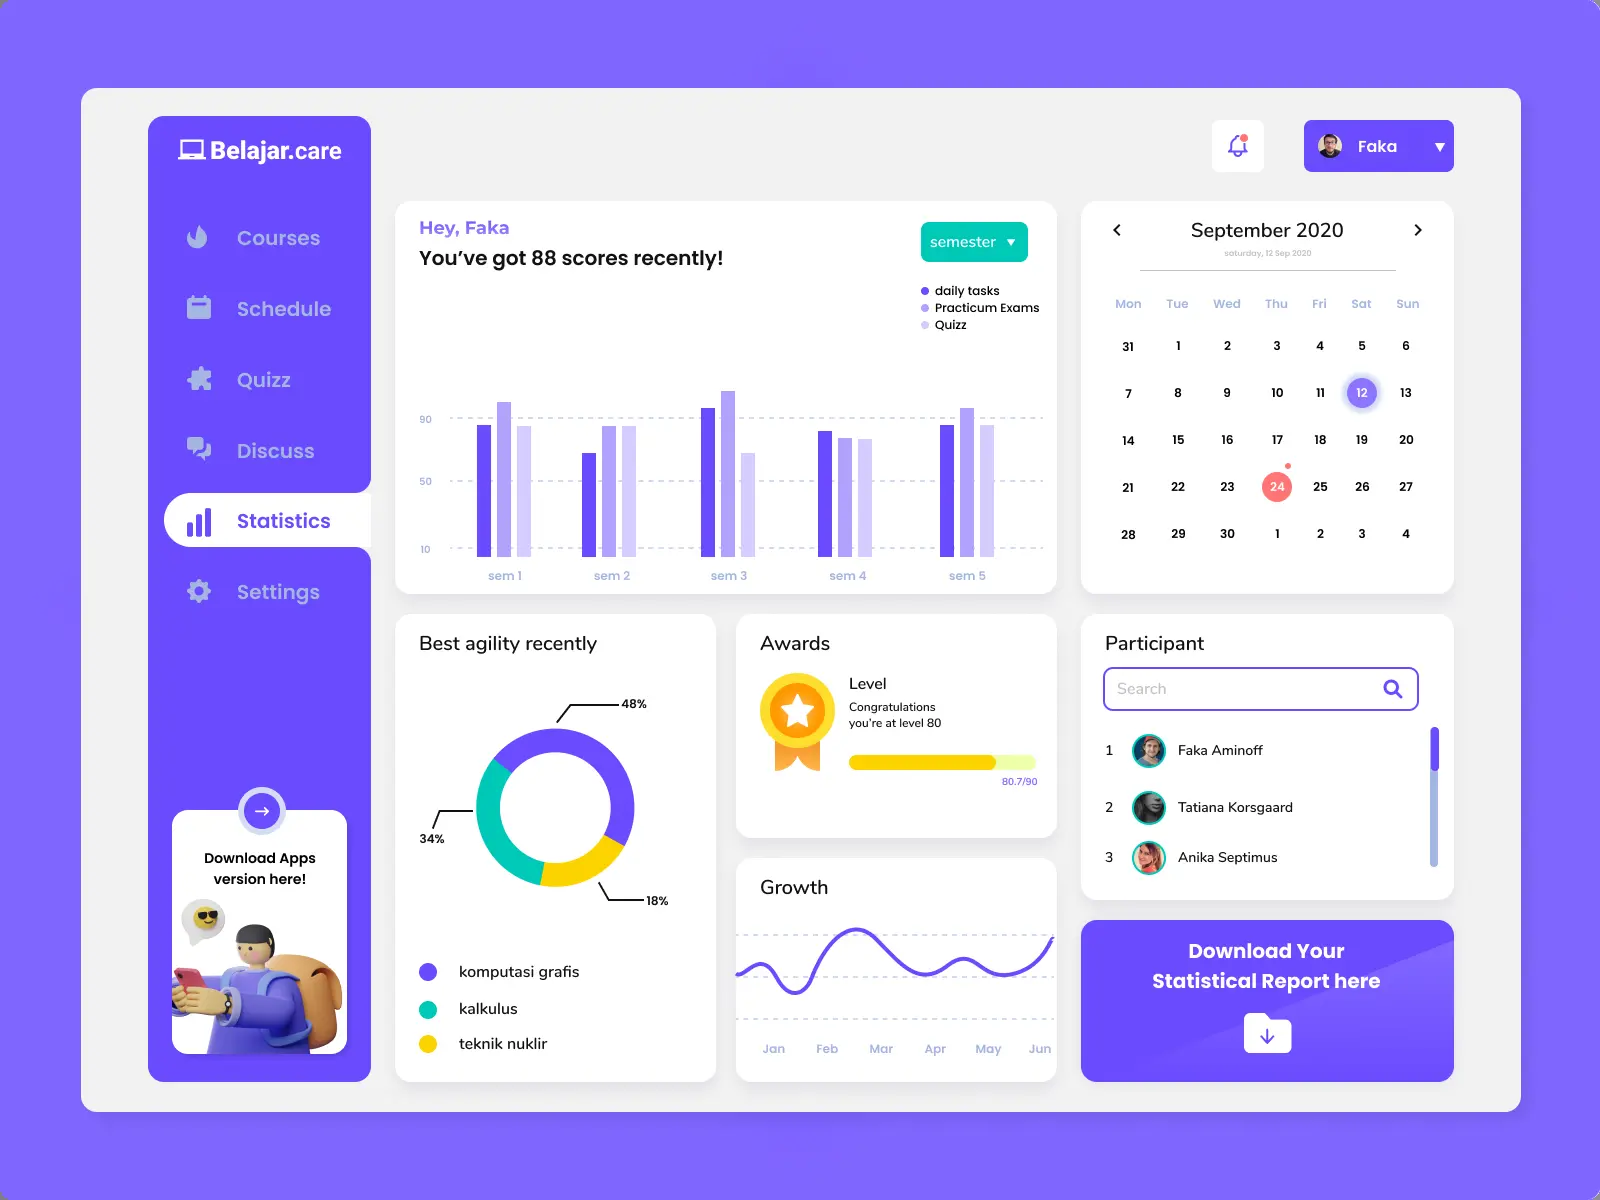 Belajar.care
Courses
Schedule
Quizz
Discuss
Statistics
Settings
Download Apps
version here!
Faka
Hey, Faka
You’ve got 88 scores recently!
semester
daily tasks
Practicum Exams
Quizz
90
50
10
sem 1 sem 2 sem 3 sem 4 sem 5
September 2020
saturday, 12 Sep 2020
Mon Tue Wed Thu Fri Sat Sun
31 1 2 3 4 5 6
7 8 9 10 11 12 13
14 15 16 17 18 19 20
21 22 23 24 25 26 27
28 29 30 1 2 3 4
Best agility recently
48%
34%
18%
komputasi grafis
kalkulus
teknik nuklir
Awards
Level
Congratulations
you're at level 80
80.7/90
Growth
Jan Feb Mar Apr May Jun
Participant
Search
1 Faka Aminoff
2 Tatiana Korsgaard
3 Anika Septimus
Download Your
Statistical Report here